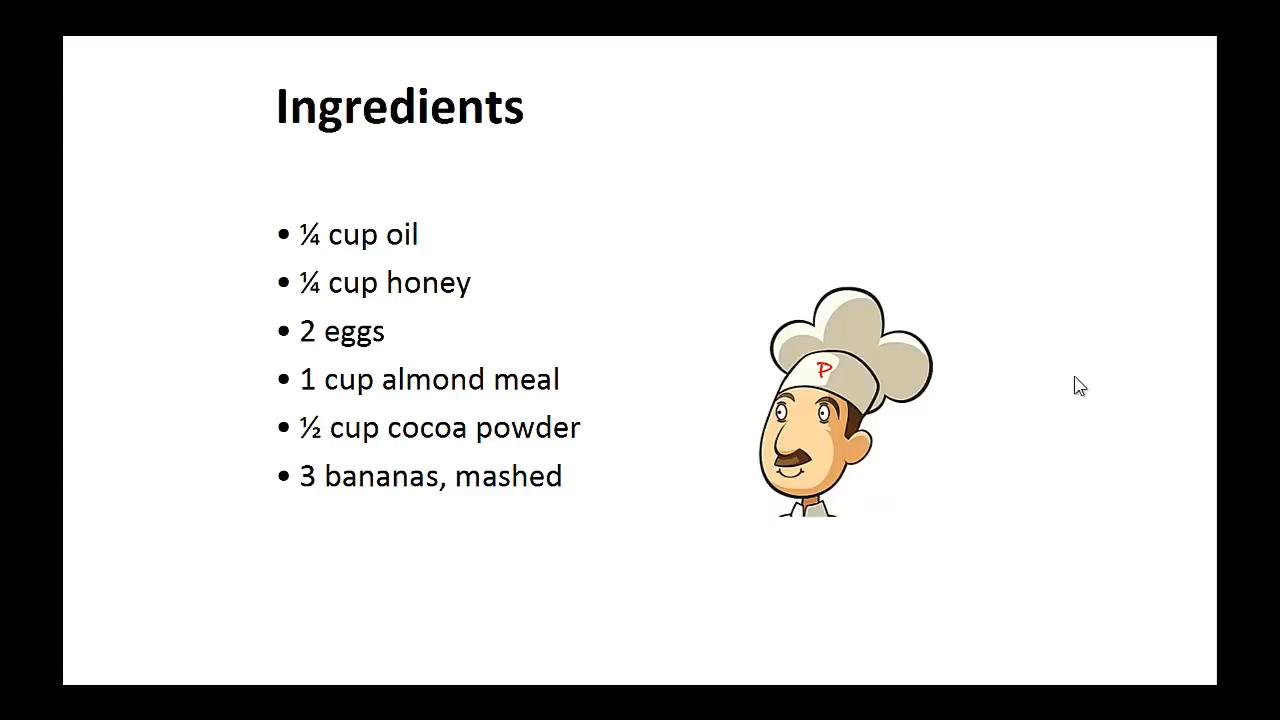 Ingredients
• ¼ cup oil
• ¼ cup honey
• 2 eggs
• 1 cup almond meal
• ½ cup cocoa powder
• 3 bananas, mashed
P